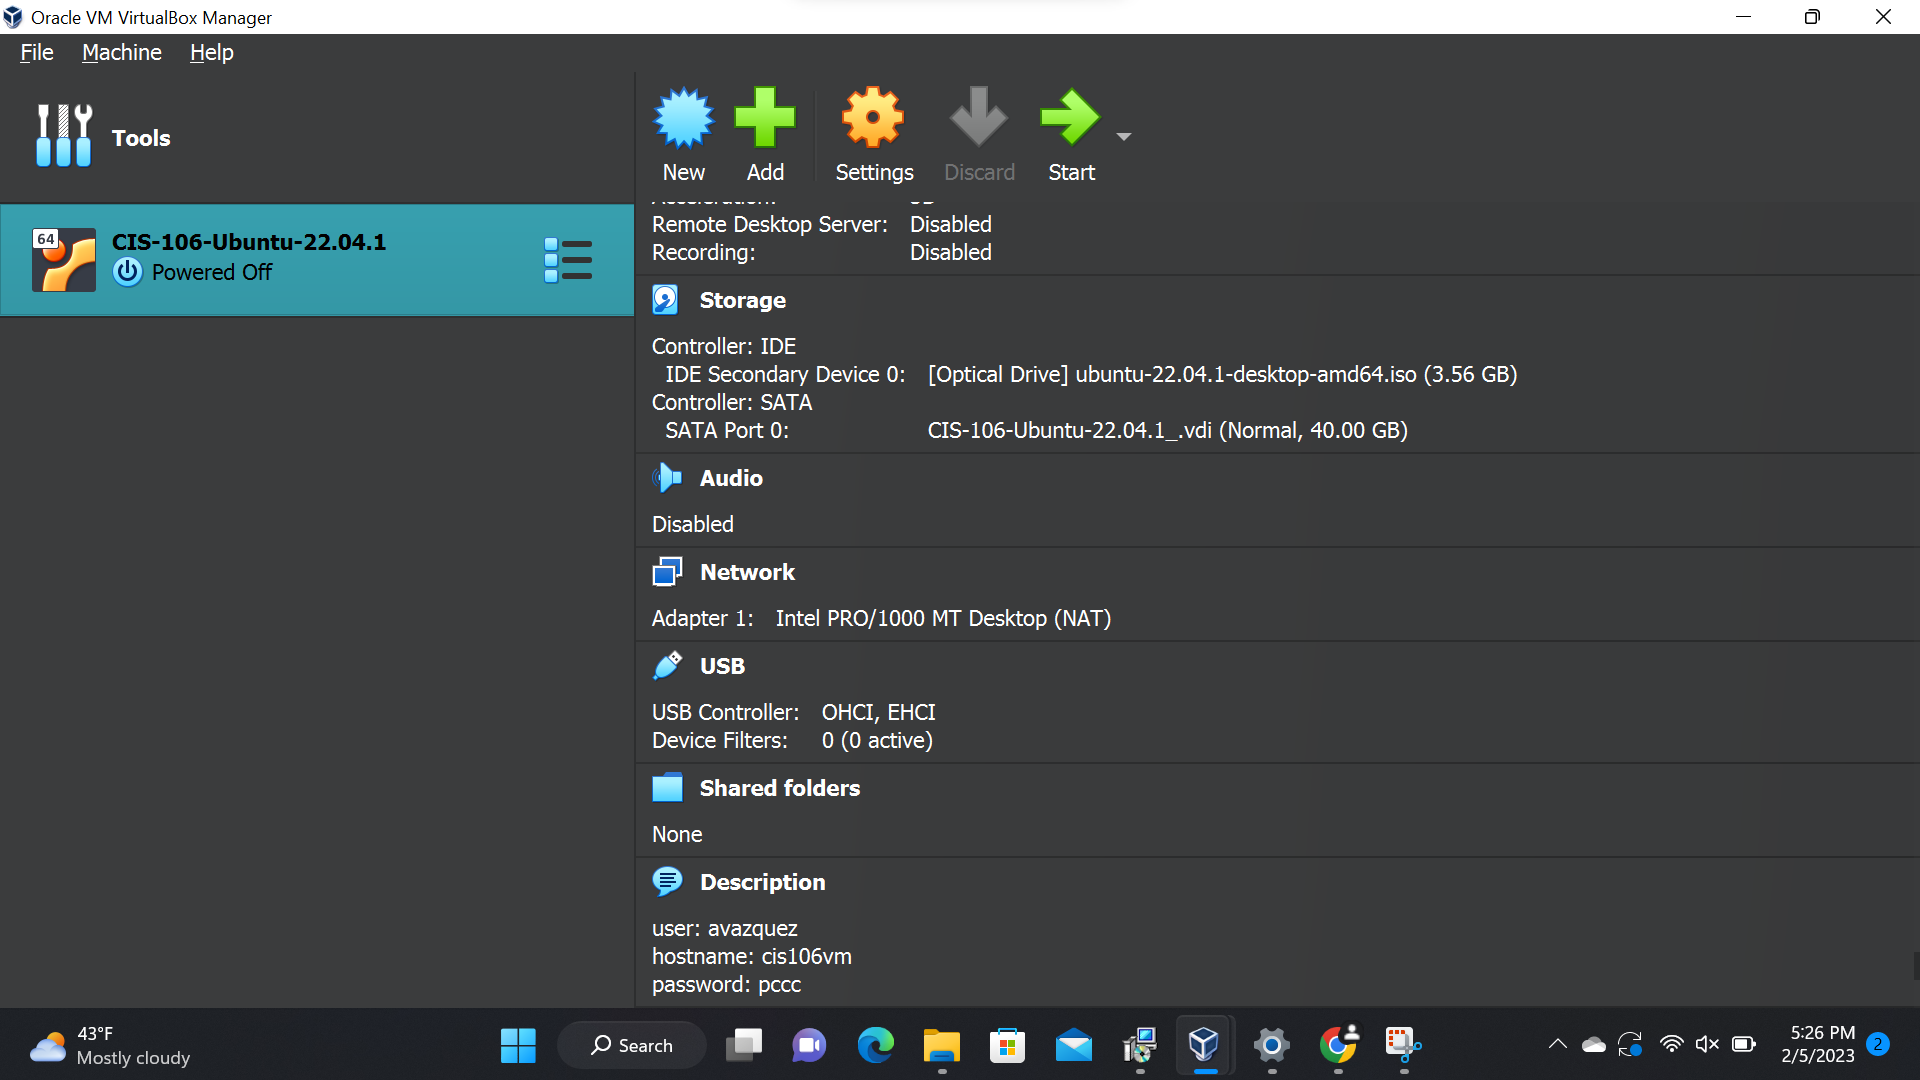 Oracle VM VirtualBox Manager
File Machine Help
Tools
New Add Settings Discard Start
Remote Desktop Server: Disabled
Recording: Disabled
64
CIS-106-Ubuntu-22.04.1
Powered Off
Storage
Controller: IDE
IDE Secondary Device 0: [Optical Drive] ubuntu-22.04.1-desktop-amd64.iso (3.56 GB)
Controller: SATA
SATA Port 0: CIS-106-Ubuntu-22.04.1_.vdi (Normal, 40.00 GB)
Audio
Disabled
Network
Adapter 1: Intel PRO/1000 MT Desktop (NAT)
USB
USB Controller: OHCI, EHCI
Device Filters: 0 (0 active)
Shared folders
None
Description
user: avazquez
hostname: cis106vm
password: pccc
43°F
Mostly cloudy
Search
5:26 PM
2/5/2023
2